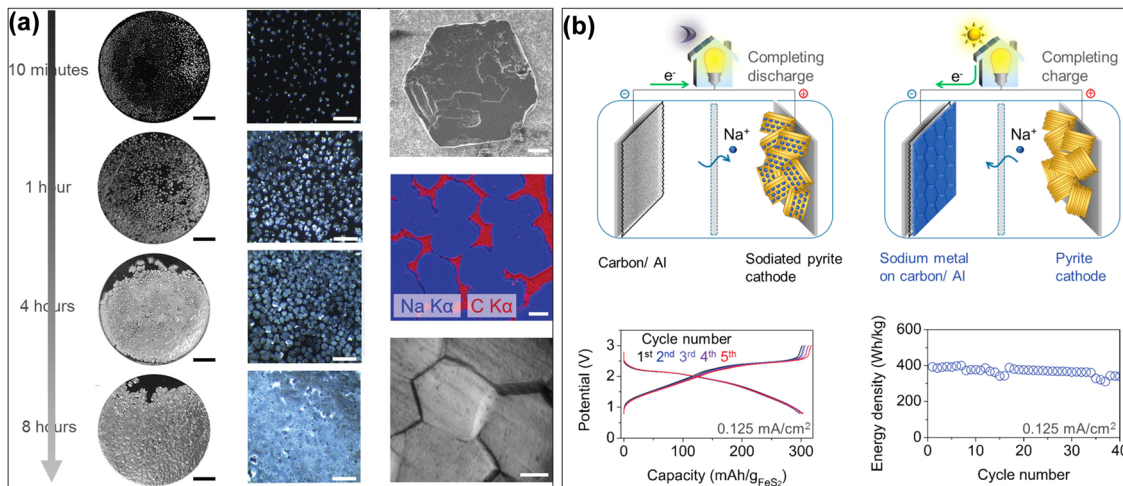 (a)
10 minutes
1 hour
4 hours
8 hours
Na Kα C Kα
(b)
Completing
discharge
e-
Na+
Carbon/ Al
Sodiated pyrite
cathode
Completing
charge
e-
Na+
Sodium metal
on carbon/ Al
Pyrite
cathode
Potential (V)
3
2
1
0
Cycle number
1st 2nd 3rd 4th 5th
0.125 mA/cm²
0 100 200 300
Capacity (mAh/gFeS₂)
Energy density (Wh/kg)
600
400
200
0
0.125 mA/cm²
0 10 20 30 40
Cycle number